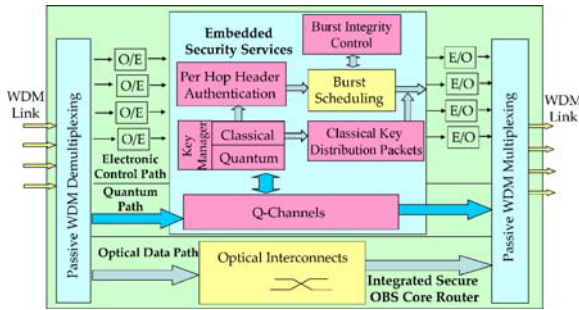 Embedded
Security Services
Burst Integrity
Control
O/E
O/E
O/E
O/E
Per Hop Header
Authentication
Burst
Scheduling
E/O
E/O
E/O
E/O
WDM
Link
WDM
Link
Passive WDM Demultiplexing
Passive WDM Multiplexing
Key
Manager
Classical
Quantum
Classical Key
Distribution Packets
Electronic
Control Path
Quantum
Path
Q-Channels
Optical Data Path
Optical Interconnects
Integrated Secure
OBS Core Router